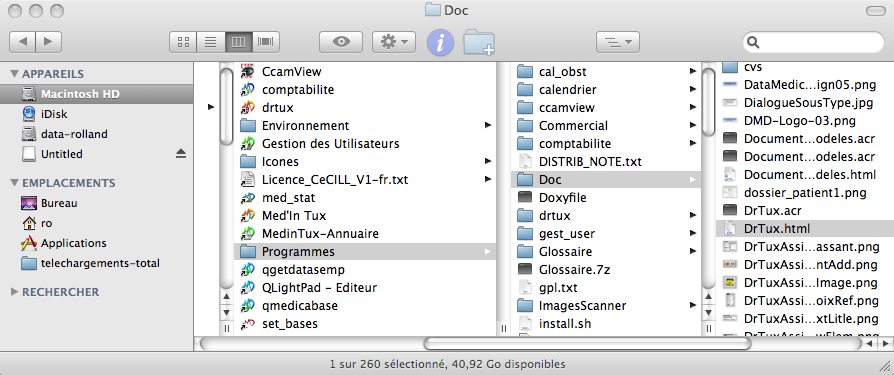 Doc
APPAREILS
Macintosh HD
iDisk
data-rolland
Untitled
EMPLACEMENTS
Bureau
ro
Applications
telechargements-total
RECHERCHER
CcamView
comptabilite
drtux
Environnement
Gestion des Utilisateurs
Icones
Licence_CeCILL_V1-fr.txt
med_stat
Med'In Tux
MedinTux-Annuaire
Programmes
qgetdatasemp
QLightPad - Editeur
qmedicabase
set_bases
cal_obst
calendrier
ccamview
Commercial
comptabilite
DISTRIB_NOTE.txt
Doc
Doxyfile
drtux
gest_user
Glossaire
Glossaire.7z
gpl.txt
ImagesScanner
install.sh
cvs
DataMedic...ign05.png
DialogueSousType.jpg
DMD-Logo-03.png
Document...odeles.acr
Document...deles.html
dossier_patient1.png
DrTux.acr
DrTux.html
DrTuxAssi...assant.png
DrTuxAssi...ntAdd.png
DrTuxAssi...Image.png
DrTuxAssi...oixRef.png
DrTuxAssi...xtLitle.png
1 sur 260 sélectionné, 40,92 Go disponibles